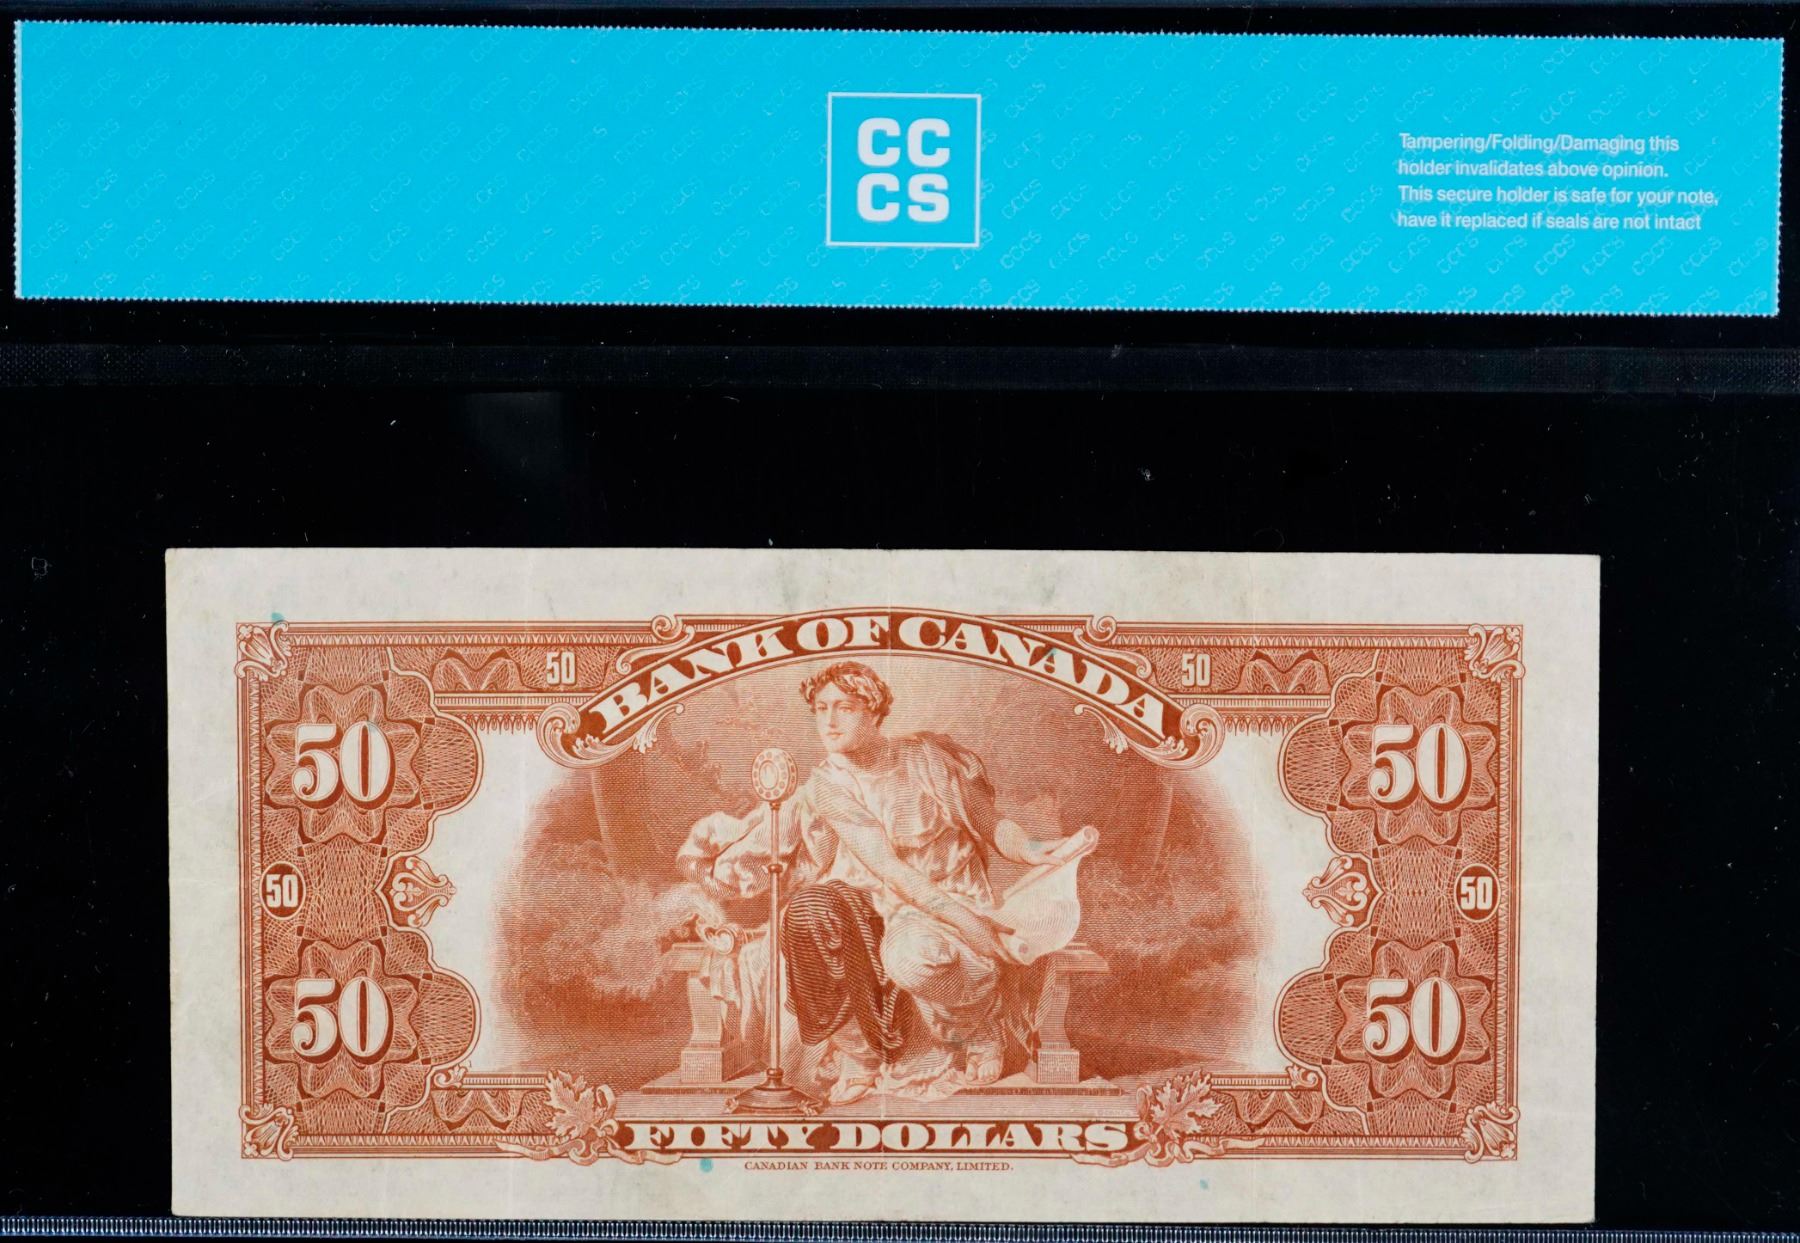 CC
CS
Tampering/Folding/Damaging this
holder invalidates above opinion.
This secure holder is safe for your note,
have it replaced if seals are not intact
BANK OF CANADA
50 50
50 50
50 50
50 50
FIFTY DOLLARS
CANADIAN BANK NOTE COMPANY, LIMITED.